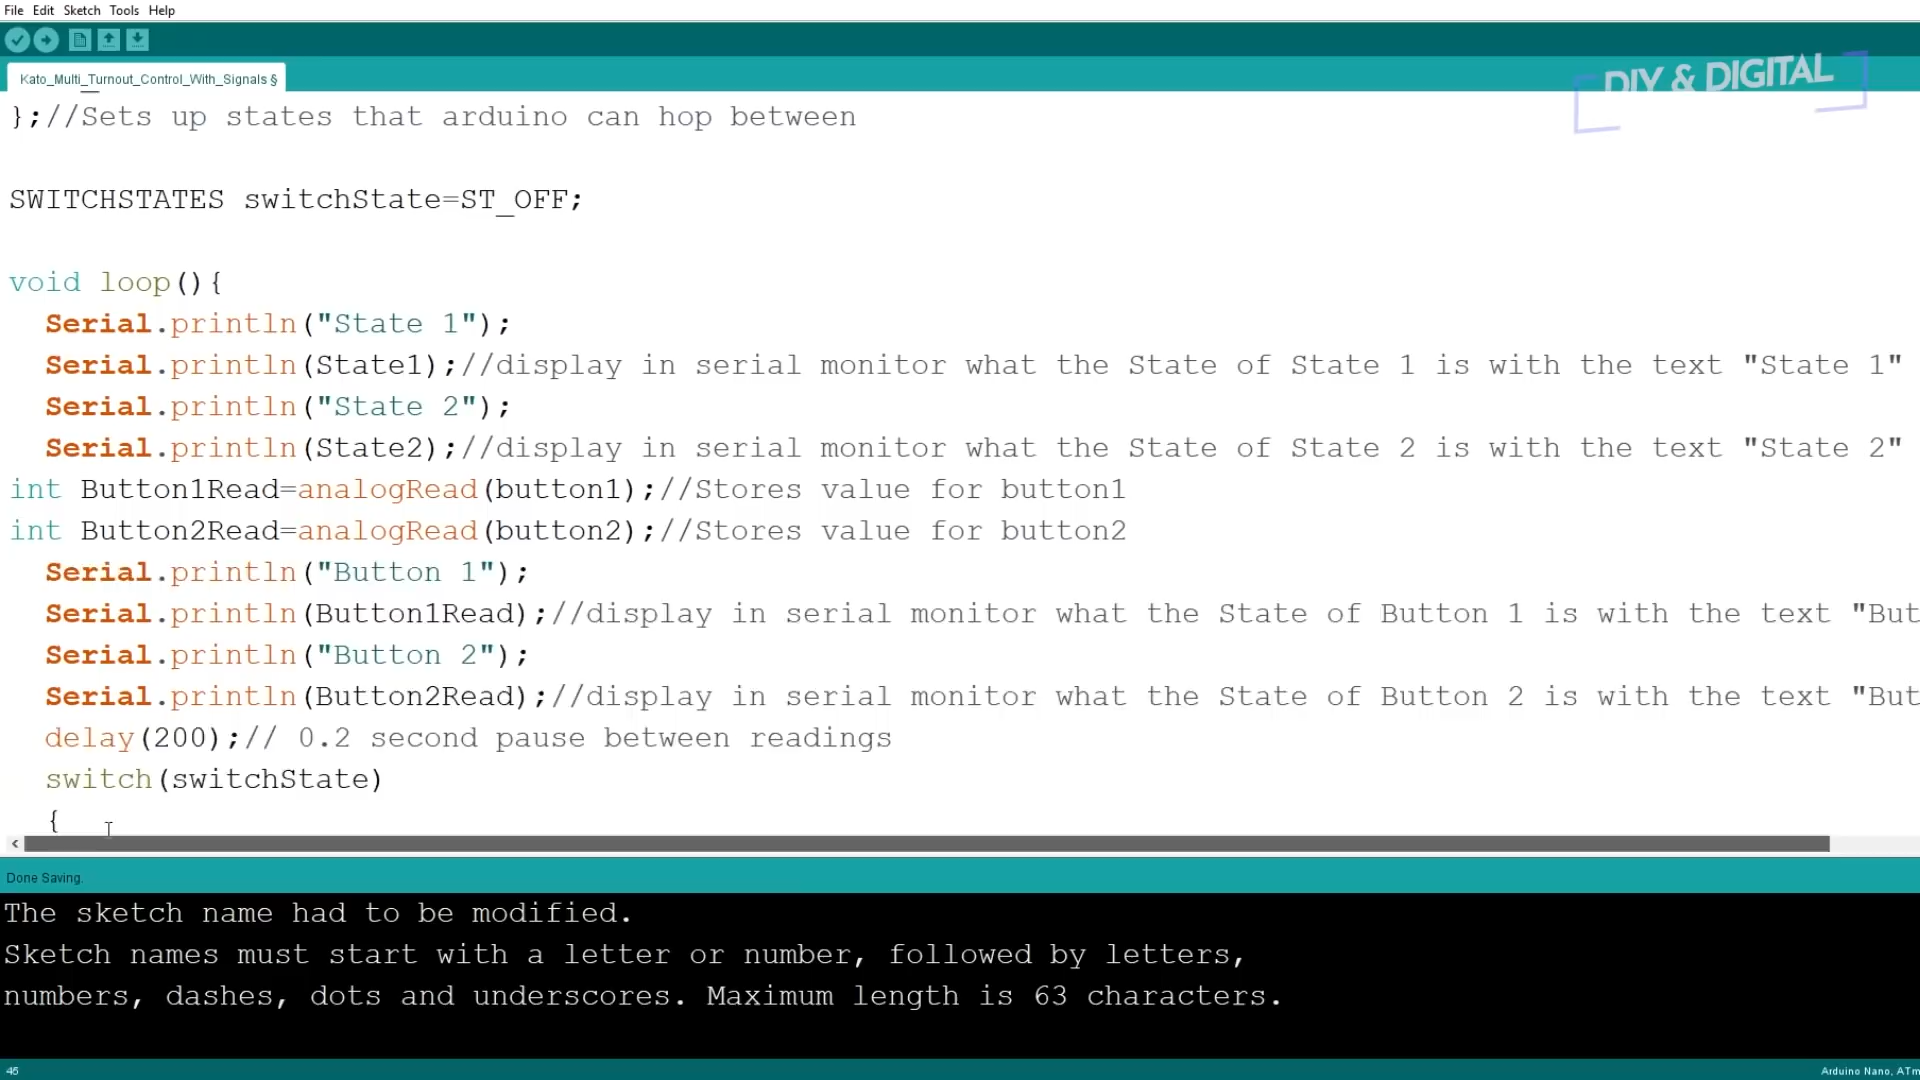 File Edit Sketch Tools Help
Kato_Multi_Turnout_Control_With_Signals §
DIY & DIGITAL
};//Sets up states that arduino can hop between
SWITCHSTATES switchState=ST_OFF;
void loop(){
Serial.println("State 1");
Serial.println(State1);//display in serial monitor what the State of State 1 is with the text "State 1"
Serial.println("State 2");
Serial.println(State2);//display in serial monitor what the State of State 2 is with the text "State 2"
int Button1Read=analogRead(button1);//Stores value for button1
int Button2Read=analogRead(button2);//Stores value for button2
Serial.println("Button 1");
Serial.println(Button1Read);//display in serial monitor what the State of Button 1 is with the text "But
Serial.println("Button 2");
Serial.println(Button2Read);//display in serial monitor what the State of Button 2 is with the text "But
delay(200);// 0.2 second pause between readings
switch(switchState)
{
Done Saving.
The sketch name had to be modified.
Sketch names must start with a letter or number, followed by letters,
numbers, dashes, dots and underscores. Maximum length is 63 characters.
45
Arduino Nano, ATm